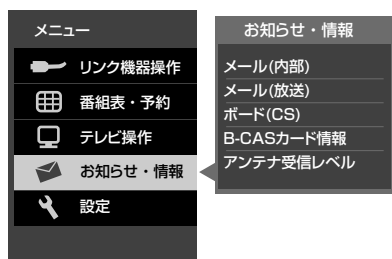 メニュー
リンク機器操作
番組表・予約
テレビ操作
お知らせ・情報
設定
お知らせ・情報
メール(内部)
メール(放送)
ボード(CS)
B-CASカード情報
アンテナ受信レベル